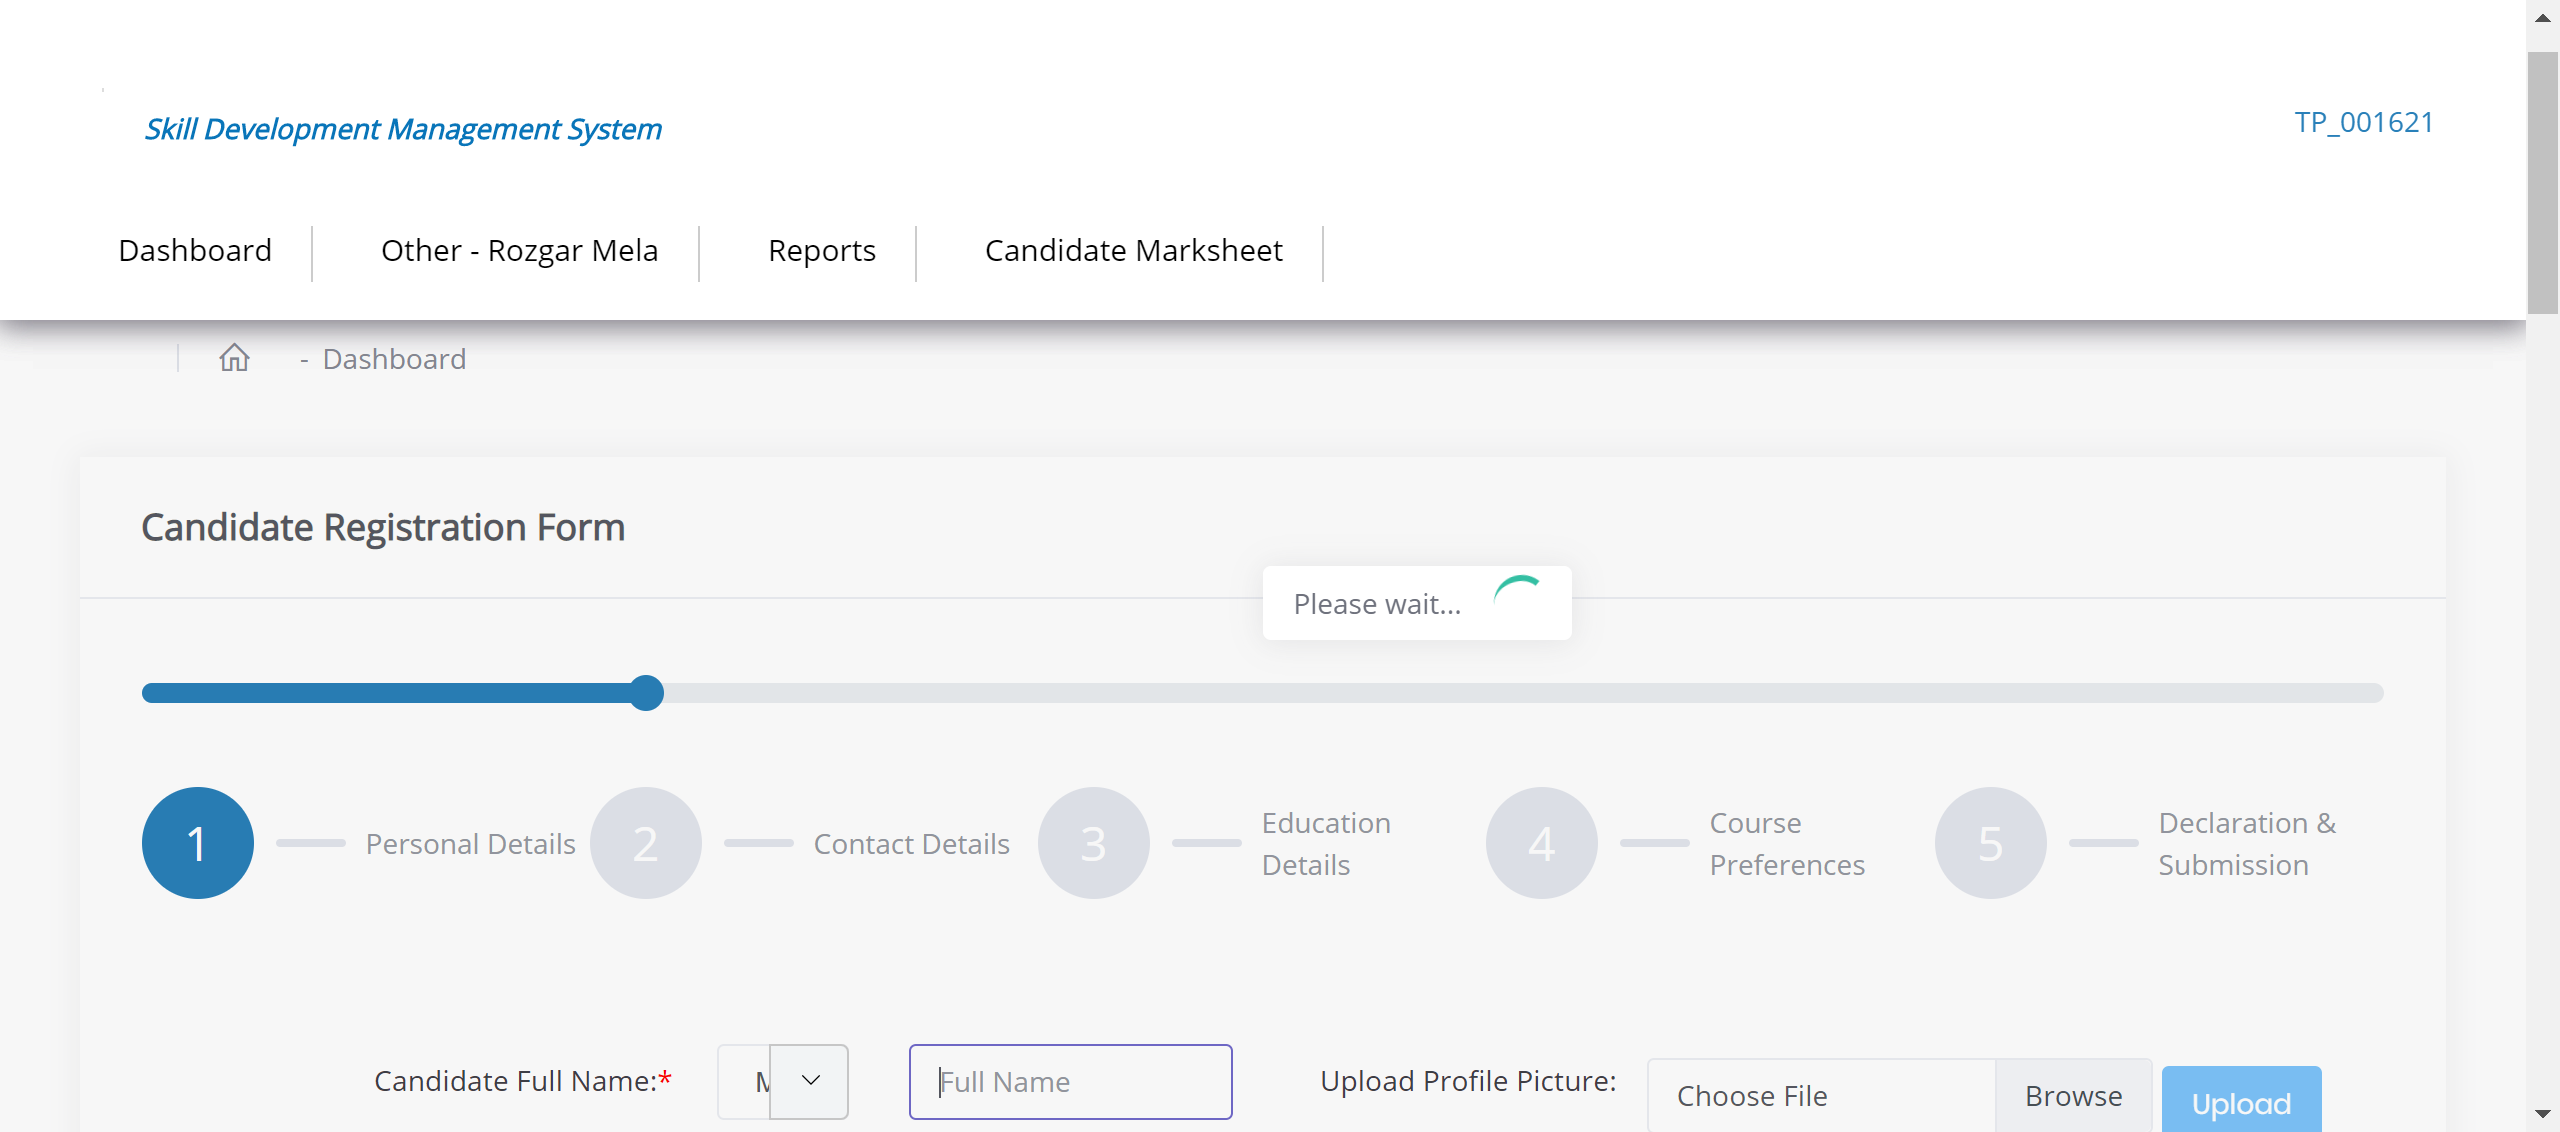 Skill Development Management System
TP_001621
Dashboard
Other - Rozgar Mela
Reports
Candidate Marksheet
- Dashboard
Candidate Registration Form
Please wait...
1
Personal Details
2
Contact Details
3
Education
Details
4
Course
Preferences
5
Declaration &
Submission
Candidate Full Name:*
Full Name
Upload Profile Picture:
Choose File
Browse
Upload